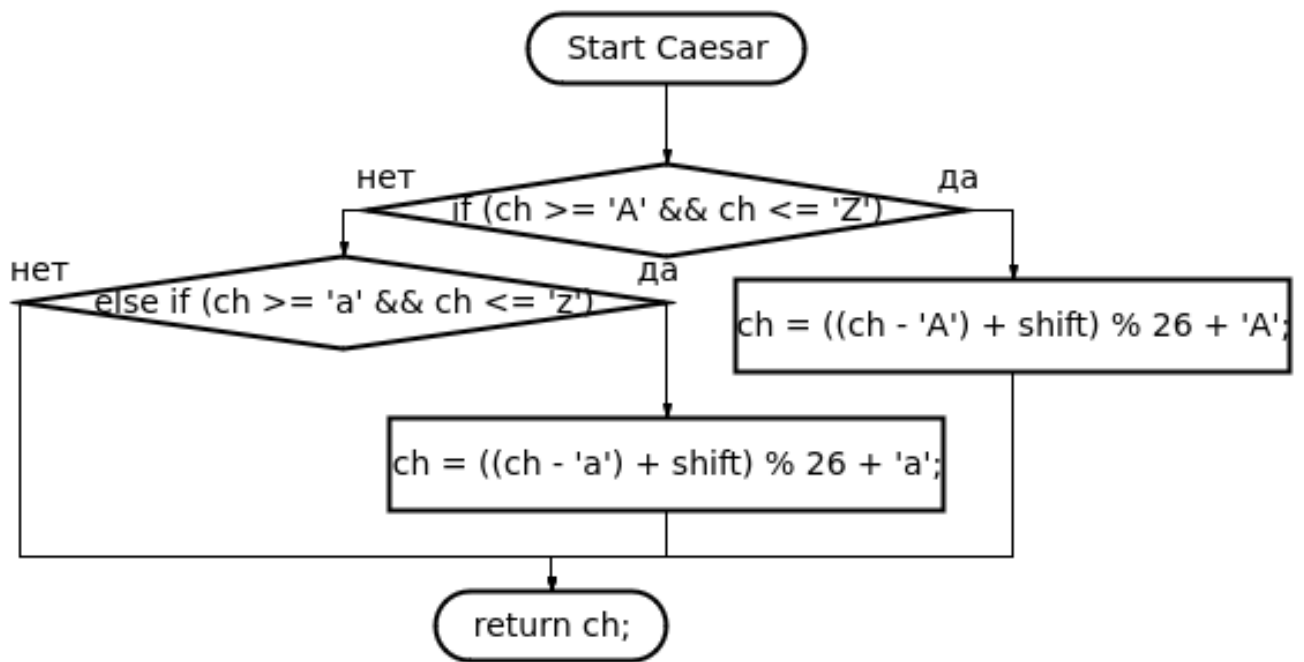 Start Caesar
нет
да
if (ch >= 'A' && ch <= 'Z')
нет
да
else if (ch >= 'a' && ch <= 'z')
ch = ((ch - 'A') + shift) % 26 + 'A';
ch = ((ch - 'a') + shift) % 26 + 'a';
return ch;